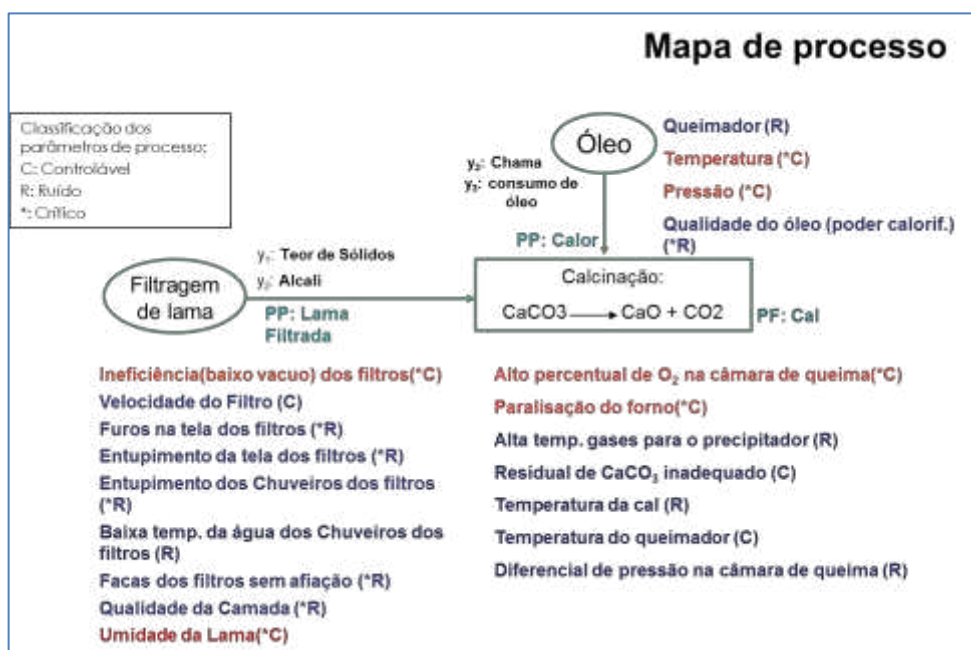 Mapa de processo
Classificação dos
parâmetros de processo:
C: Controlável
R: Ruído
*: Crítico
Óleo
y₂: Chama
y₃: consumo de
óleo
PP: Calor
Queimador (R)
Temperatura (*C)
Pressão (*C)
Qualidade do óleo (poder calorif.)
(*R)
Filtragem
de lama
y₁: Teor de Sólidos
y₂: Alcali
PP: Lama
Filtrada
Calcinação:
CaCO3 → CaO + CO2
PF: Cal
Ineficiência(baixo vacuo) dos filtros(*C)
Velocidade do Filtro (C)
Furos na tela dos filtros (*R)
Entupimento da tela dos filtros (*R)
Entupimento dos Chuveiros dos filtros
(*R)
Baixa temp. da água dos Chuveiros dos
filtros (R)
Facas dos filtros sem afiação (*R)
Qualidade da Camada (*R)
Umidade da Lama(*C)
Alto percentual de O₂ na câmara de queima(*C)
Paralisação do forno(*C)
Alta temp. gases para o precipitador (R)
Residual de CaCO₃ inadequado (C)
Temperatura da cal (R)
Temperatura do queimador (C)
Diferencial de pressão na câmara de queima (R)